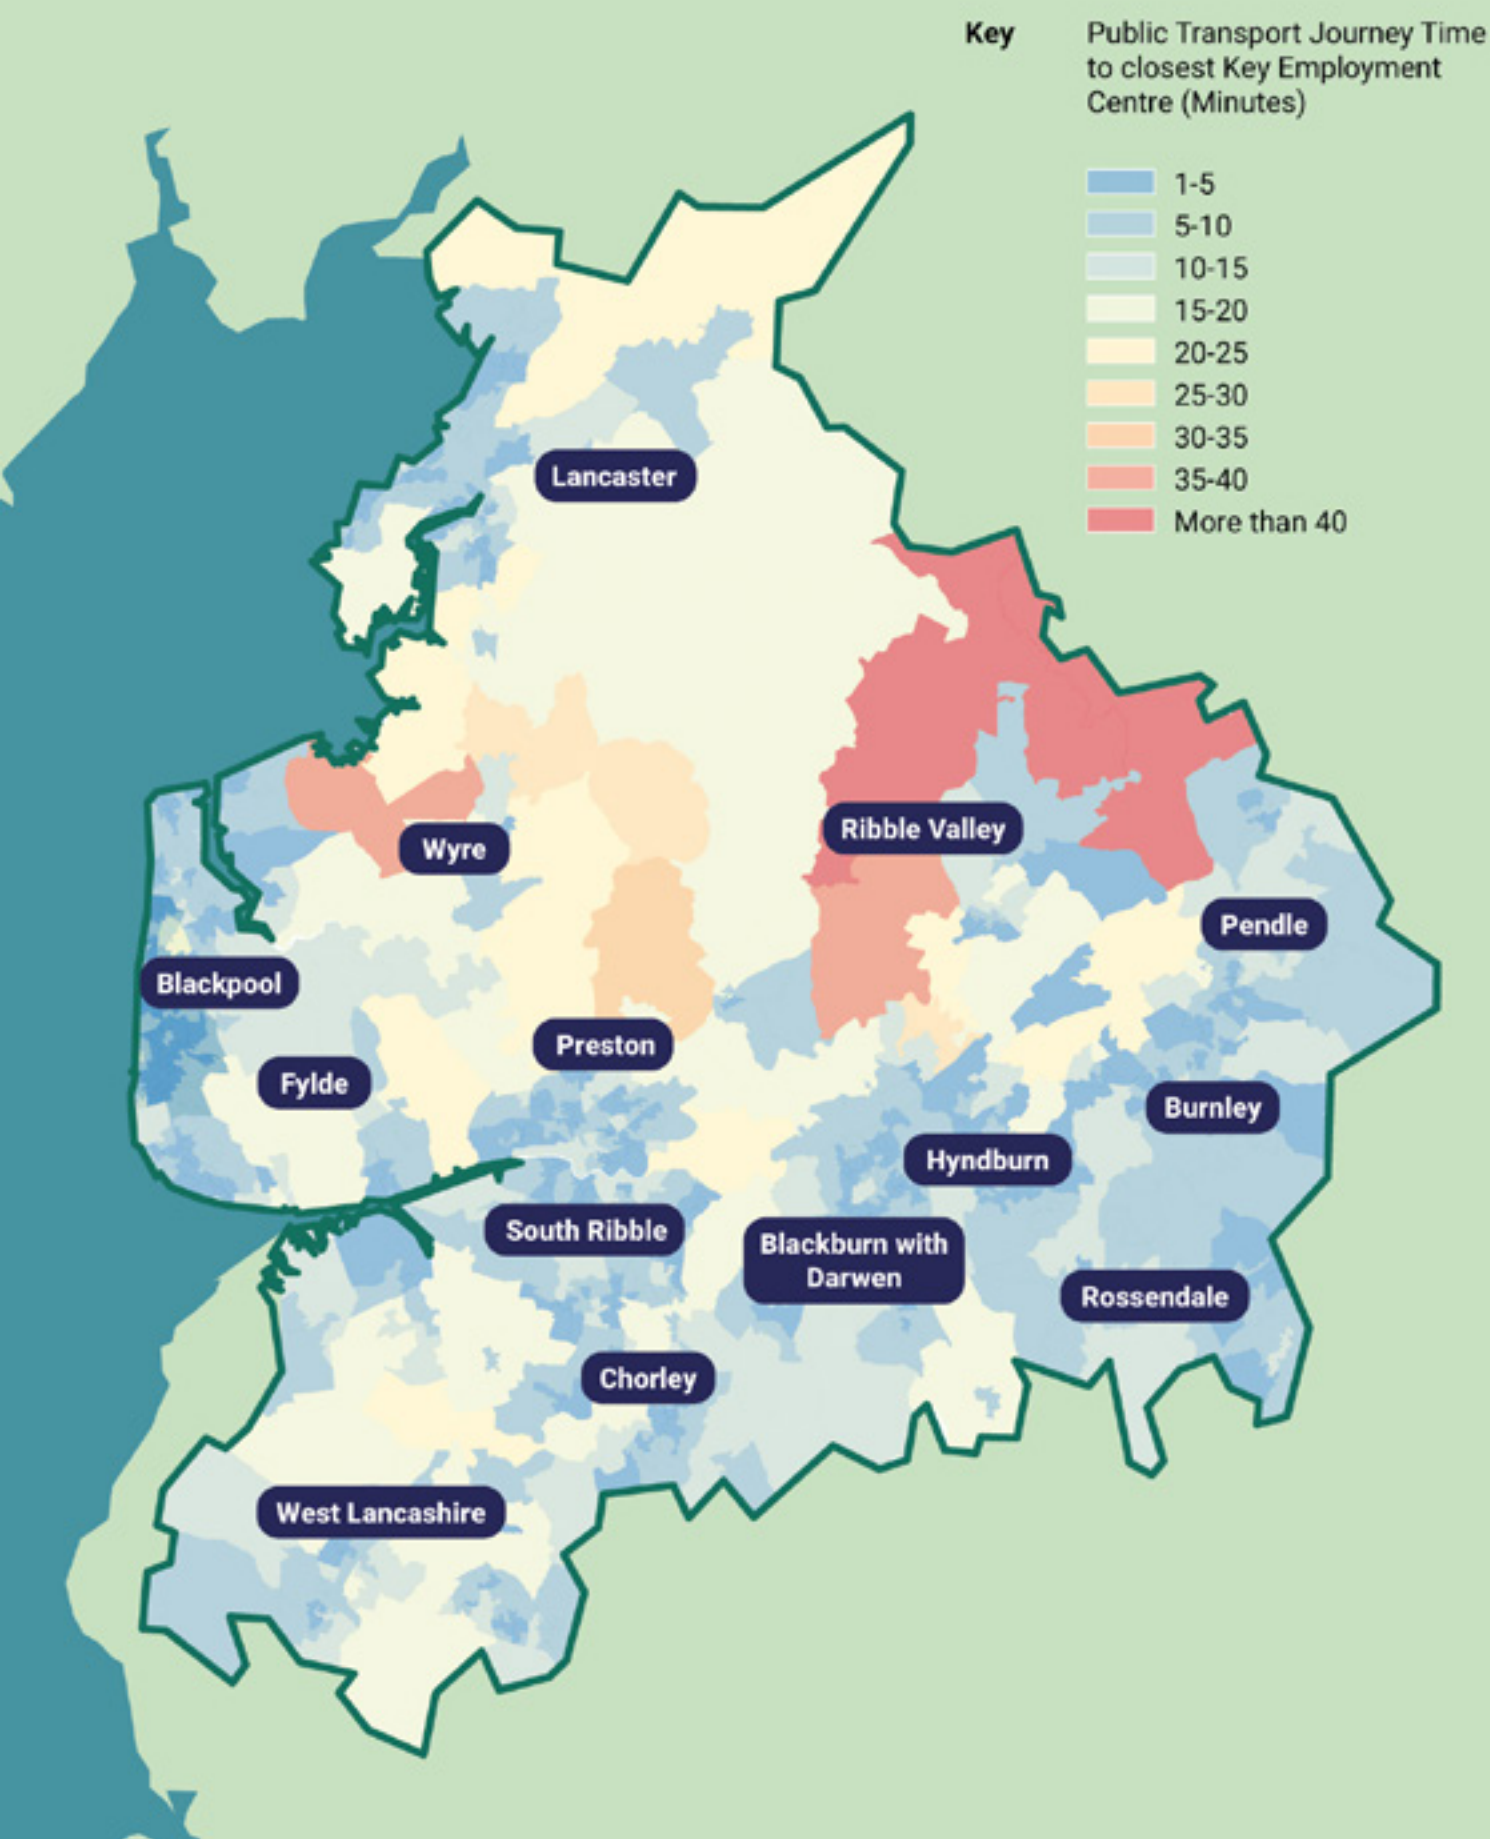 Key
Public Transport Journey Time
to closest Key Employment
Centre (Minutes)
1-5
5-10
10-15
15-20
20-25
25-30
30-35
35-40
More than 40
Lancaster
Ribble Valley
Wyre
Pendle
Blackpool
Preston
Fylde
Burnley
Hyndburn
South Ribble
Blackburn with
Darwen
Rossendale
Chorley
West Lancashire